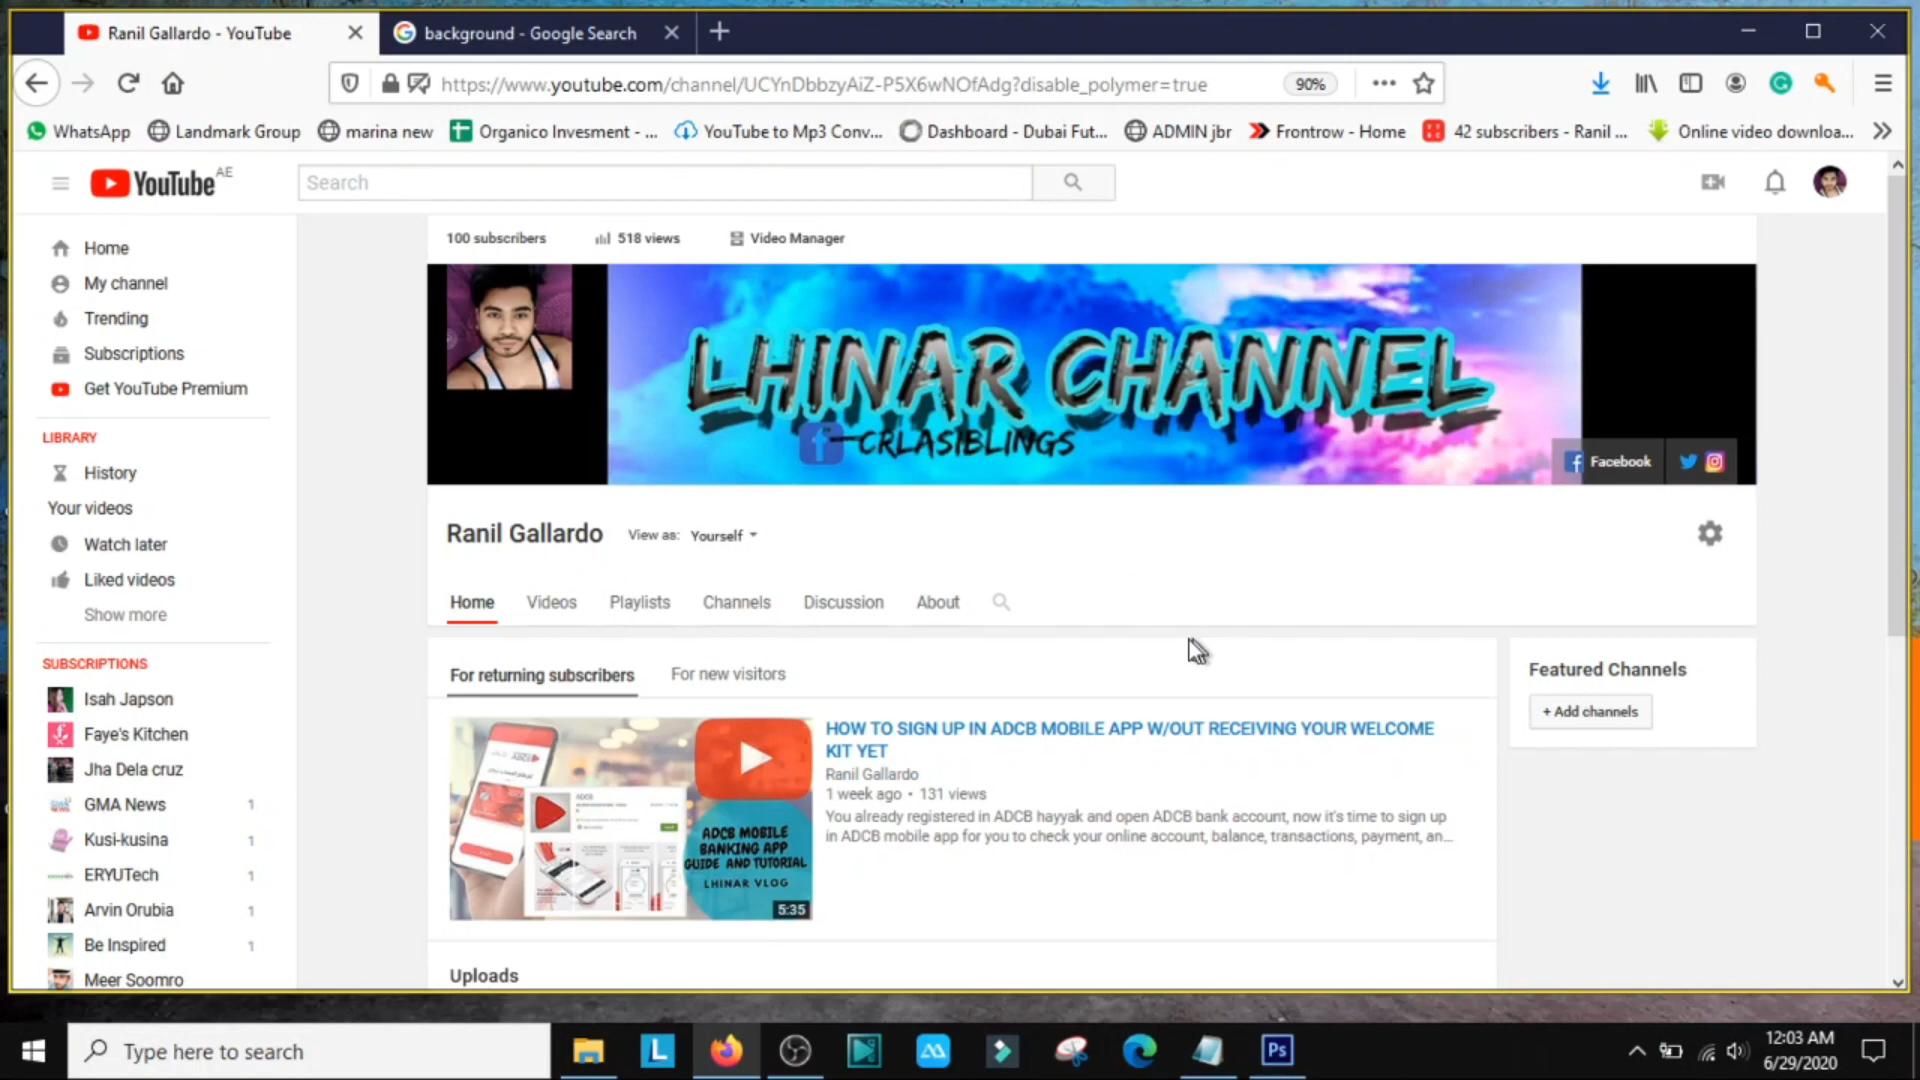 Ranil Gallardo - YouTube
background - Google Search
https://www.youtube.com/channel/UCYnDbbzyAiZ-P5X6wNOfAdg?disable_polymer=true
90%
WhatsApp
Landmark Group
marina new
Organico Invesment - ...
YouTube to Mp3 Conv...
Dashboard - Dubai Fut...
ADMIN jbr
Frontrow - Home
42 subscribers - Ranil ...
Online video downloa...
YouTube AE
Search
Home
My channel
Trending
Subscriptions
Get YouTube Premium
LIBRARY
History
Your videos
Watch later
Liked videos
Show more
SUBSCRIPTIONS
Isah Japson
Faye's Kitchen
Jha Dela cruz
GMA News 1
Kusi-kusina 1
ERYUTech 1
Arvin Orubia 1
Be Inspired 1
Meer Soomro
100 subscribers
518 views
Video Manager
LHINAR CHANNEL
f -CRLASIBLINGS
Facebook
Ranil Gallardo
View as: Yourself
Home
Videos
Playlists
Channels
Discussion
About
For returning subscribers
For new visitors
ADCB
ADCB MOBILE
BANKING APP
GUIDE AND TUTORIAL
LHINAR VLOG
5:35
HOW TO SIGN UP IN ADCB MOBILE APP W/OUT RECEIVING YOUR WELCOME
KIT YET
Ranil Gallardo
1 week ago • 131 views
You already registered in ADCB hayyak and open ADCB bank account, now it's time to sign up
in ADCB mobile app for you to check your online account, balance, transactions, payment, an...
Featured Channels
+ Add channels
Uploads
Type here to search
L
Ps
12:03 AM
6/29/2020